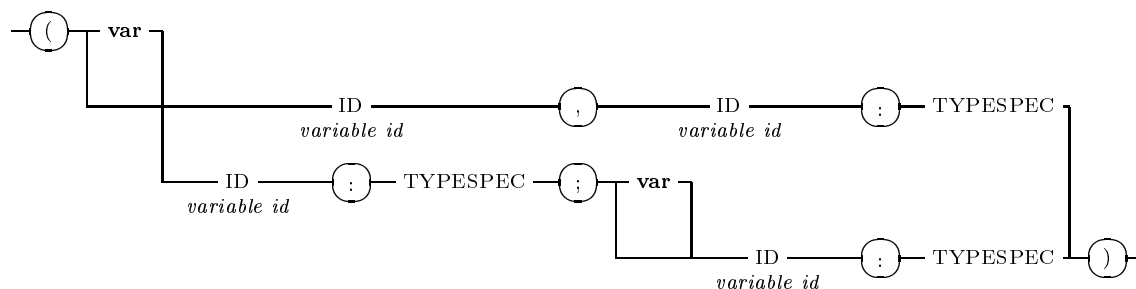 ( var
ID , ID : TYPESPEC
variable id variable id
ID : TYPESPEC ; var
variable id
ID : TYPESPEC )
variable id